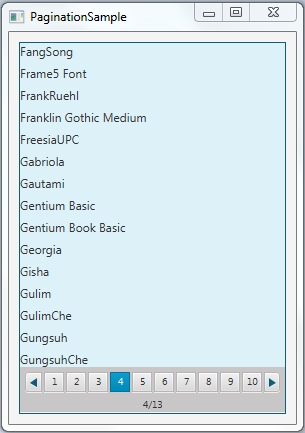 PaginationSample
FangSong
Frame5 Font
FrankRuehl
Franklin Gothic Medium
FreesiaUPC
Gabriola
Gautami
Gentium Basic
Gentium Book Basic
Georgia
Gisha
Gulim
GulimChe
Gungsuh
GungsuhChe
1 2 3 4 5 6 7 8 9 10
4/13